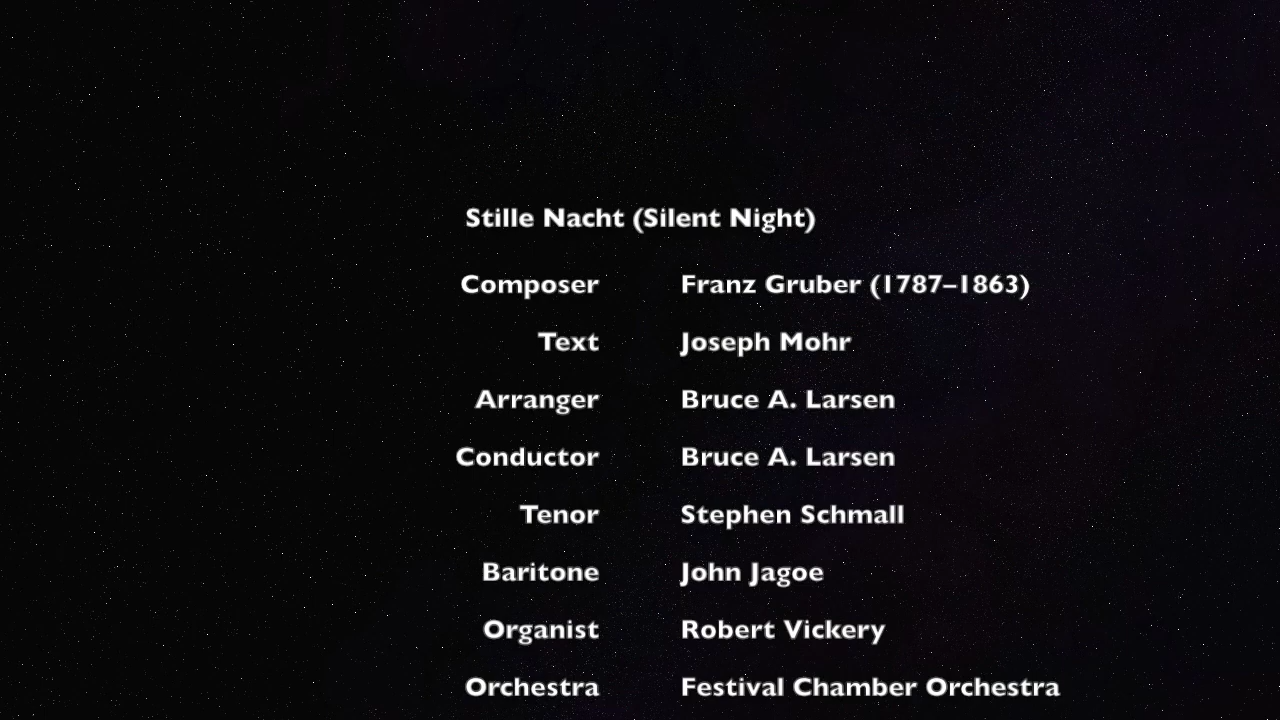 Stille Nacht (Silent Night)
Composer Franz Gruber (1787–1863)
Text Joseph Mohr
Arranger Bruce A. Larsen
Conductor Bruce A. Larsen
Tenor Stephen Schmall
Baritone John Jagoe
Organist Robert Vickery
Orchestra Festival Chamber Orchestra